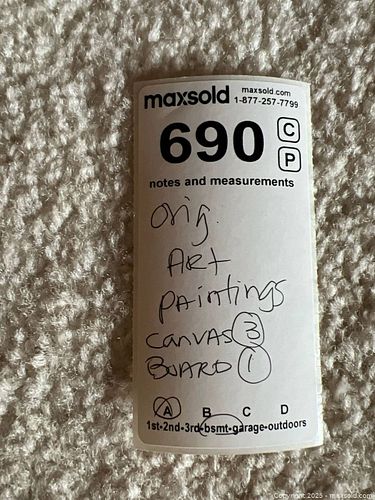 maxsold maxsold.com
1-877-257-7799
690 C
P
notes and measurements
orig.
ART
PAINTINGS
CANVAS 3
BOARD 1
A B C D
1st-2nd-3rd-bsmt-garage-outdoors
Copyright 2025 - maxsold.com